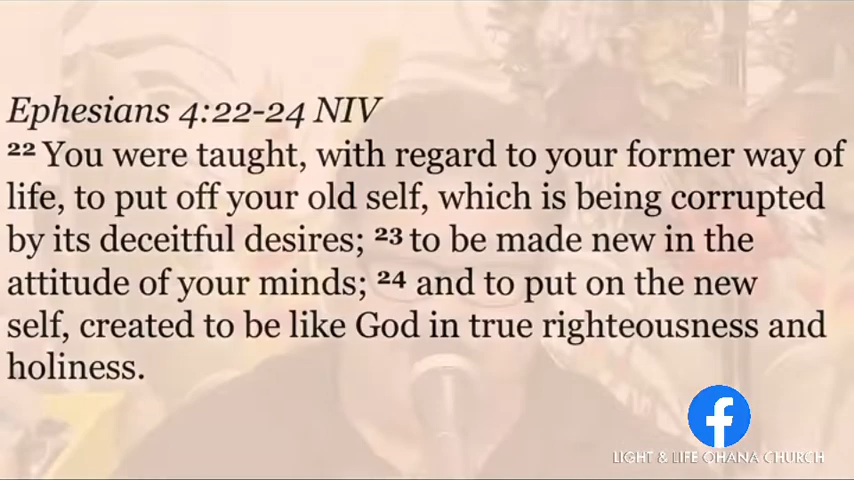 Ephesians 4:22-24 NIV
22 You were taught, with regard to your former way of
life, to put off your old self, which is being corrupted
by its deceitful desires; 23 to be made new in the
attitude of your minds; 24 and to put on the new
self, created to be like God in true righteousness and
holiness.
LIGHT & LIFE OHANA CHURCH